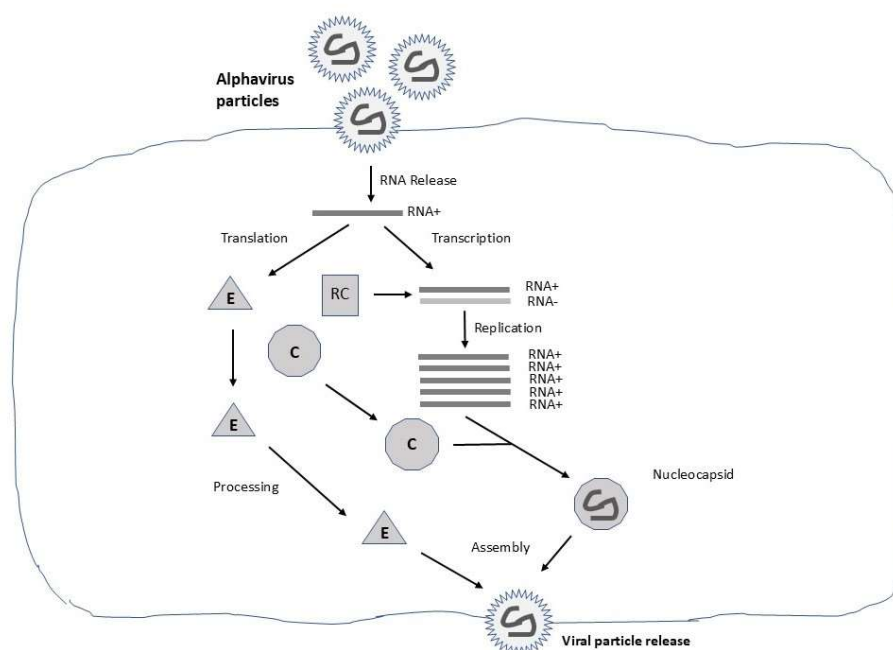 Alphavirus
particles
RNA Release
RNA+
Translation
Transcription
E
RC
RNA+
RNA-
Replication
C
RNA+
RNA+
RNA+
RNA+
RNA+
E
C
Processing
Nucleocapsid
E
Assembly
Viral particle release